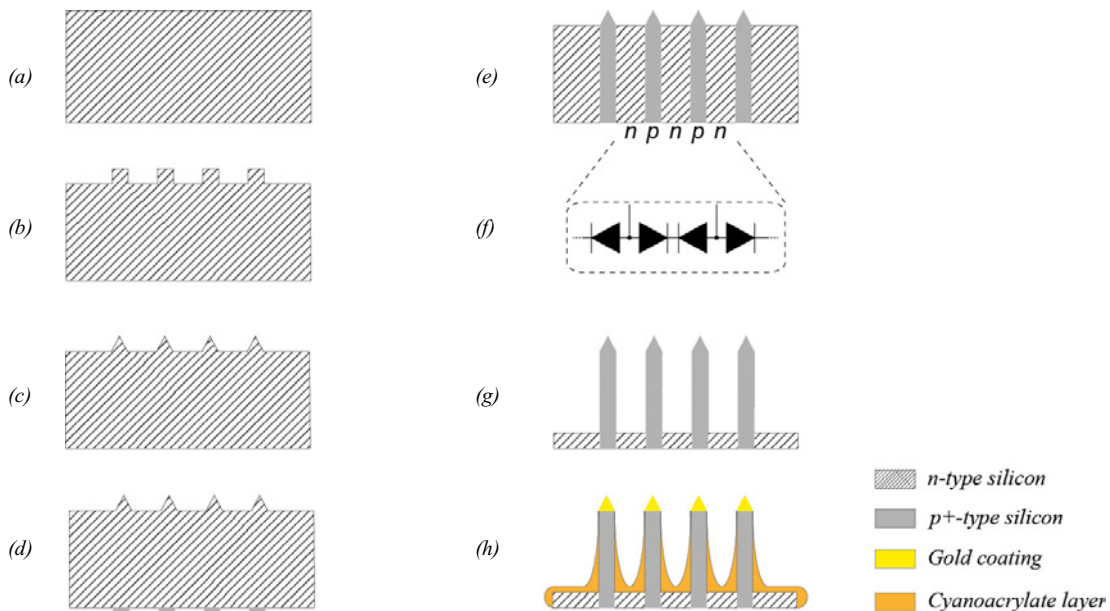 (a)
(b)
(c)
(d)
(e)
n p n p n
(f)
(g)
(h)
n-type silicon
p+-type silicon
Gold coating
Cyanoacrylate layer